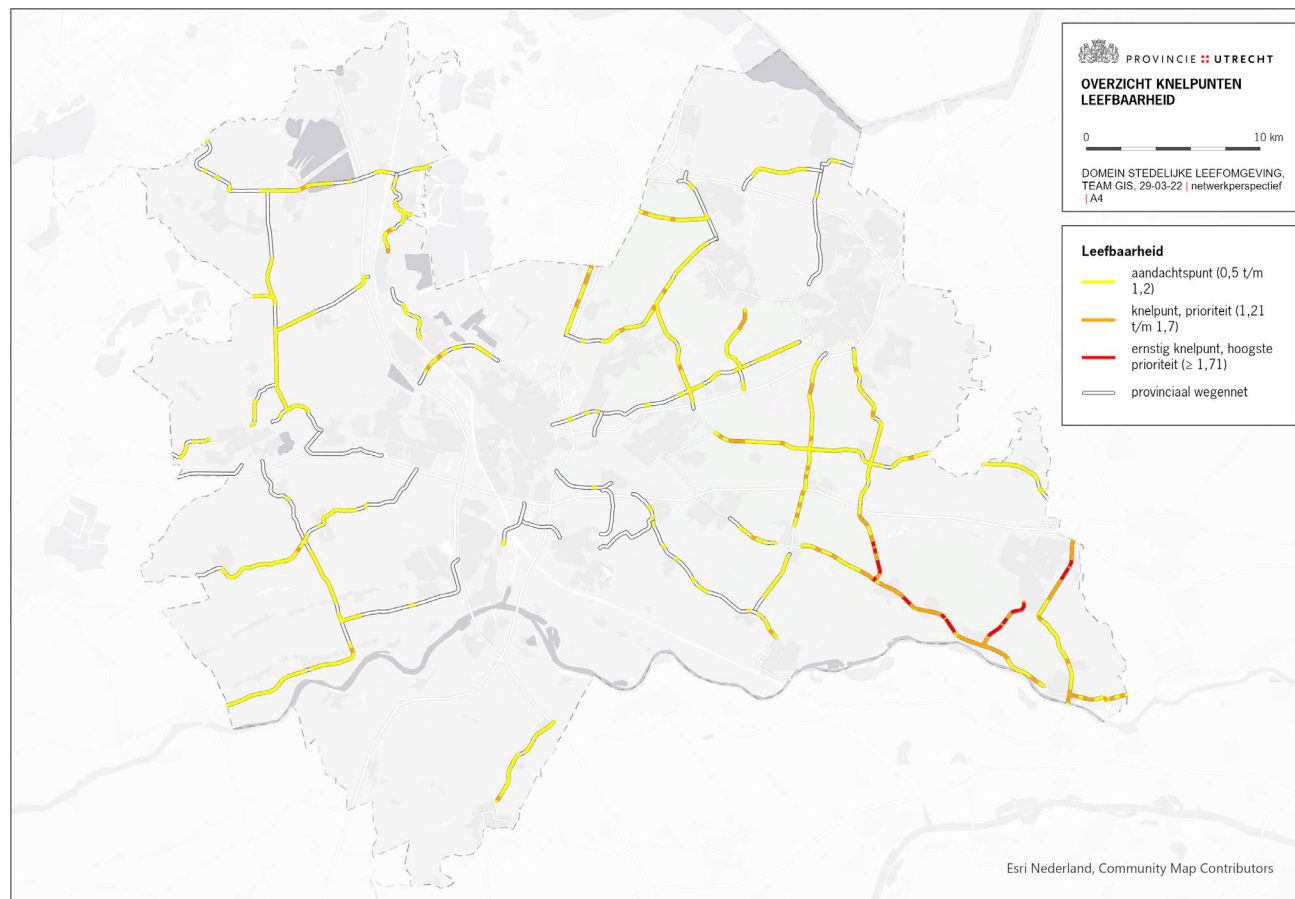 PROVINCIE UTRECHT
OVERZICHT KNELPUNTEN
LEEFBAARHEID
0 10 km
DOMEIN STEDELIJKE LEEFOMGEVING,
TEAM GIS, 29-03-22 | netwerkperspectief
| A4
Leefbaarheid
aandachtspunt (0,5 t/m
1,2)
knelpunt, prioriteit (1,21
t/m 1,7)
ernstig knelpunt, hoogste
prioriteit (≥ 1,71)
provinciaal wegennet
Esri Nederland, Community Map Contributors